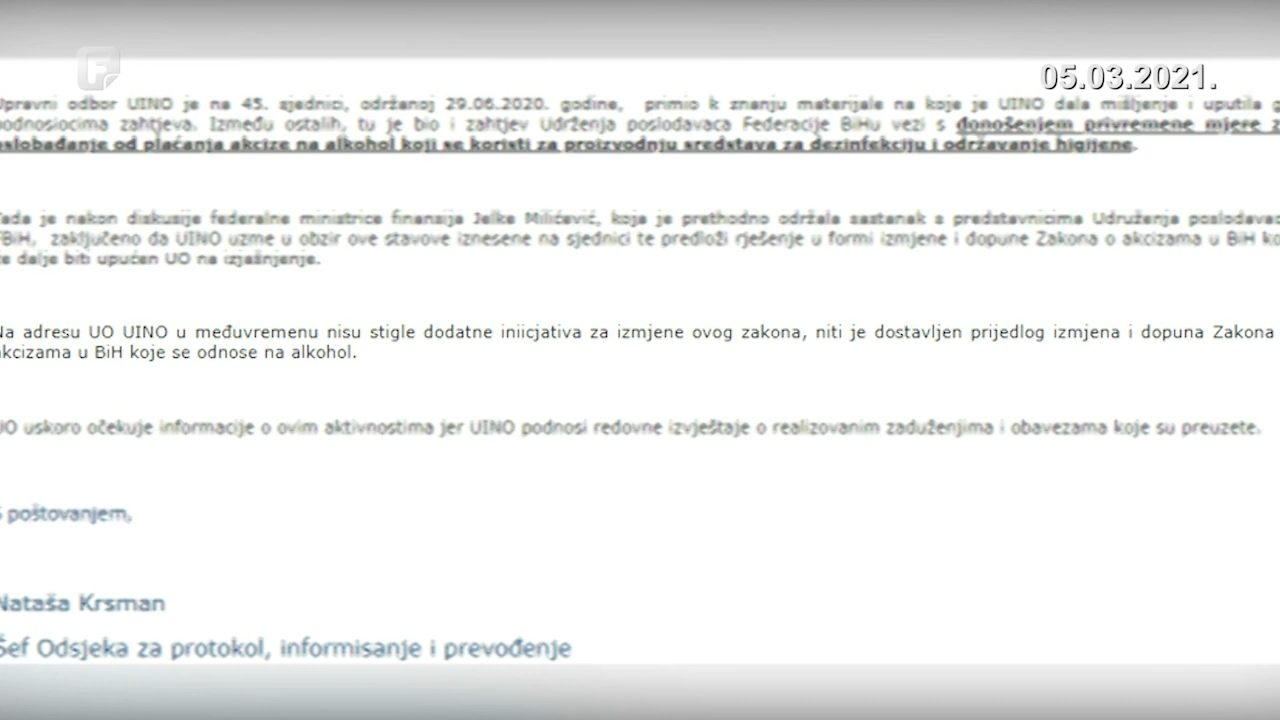 F
05.03.2021.
Upravni odbor UINO je na 45. sjednici, održanoj 29.06.2020. godine, primio k znanju materijale na koje je UINO dala mišljenje i uputila
podnosiocima zahtjeva. Između ostalih, tu je bio i zahtjev Udrženja poslodavaca Federacije BiHu vezi s donošenjem privremene mjere
oslobađanje od plaćanja akcize na alkohol koji se koristi za proizvodnju sredstava za dezinfekciju i održavanje higijene.
Tada je nakon diskusije federalne ministrice finansija Jelke Milićević, koja je prethodno održala sastanak s predstavnicima Udruženja
FBiH, zaključeno da UINO uzme u obzir ove stavove iznesene na sjednici te predloži rješenje u formi izmjene i dopune Zakona o akcizama u BiH
će dalje biti upućen UO na izjašnjenje.
Na adresu UO UINO u međuvremenu nisu stigle dodatne iniicjativa za izmjene ovog zakona, niti je dostavljen prijedlog izmjena i dopuna Zakona
akcizama u BiH koje se odnose na alkohol.
UO uskoro očekuje informacije o ovim aktivnostima jer UINO podnosi redovne izvještaje o realizovanim zaduženjima i obavezama koje su preuzete.
S poštovanjem,
Nataša Krsman
Šef Odsjeka za protokol, informisanje i prevođenje